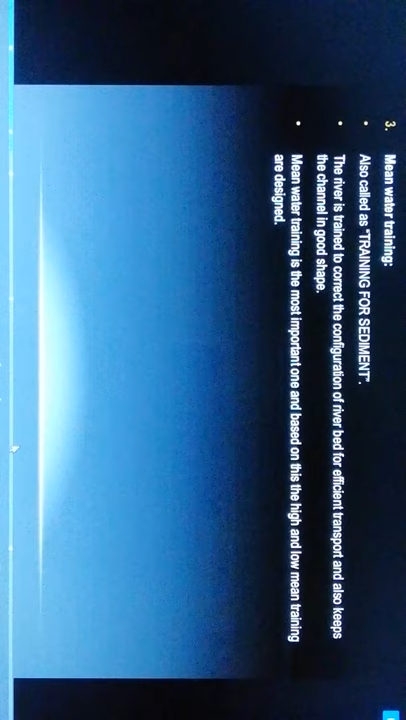 3. Mean water training:
• Also called as "TRAINING FOR SEDIMENT".
• The river is trained to correct the configuration of river bed for efficient transport and also keeps
the channel in good shape.
• Mean water training is the most important one and based on this the high and low mean training
are designed.